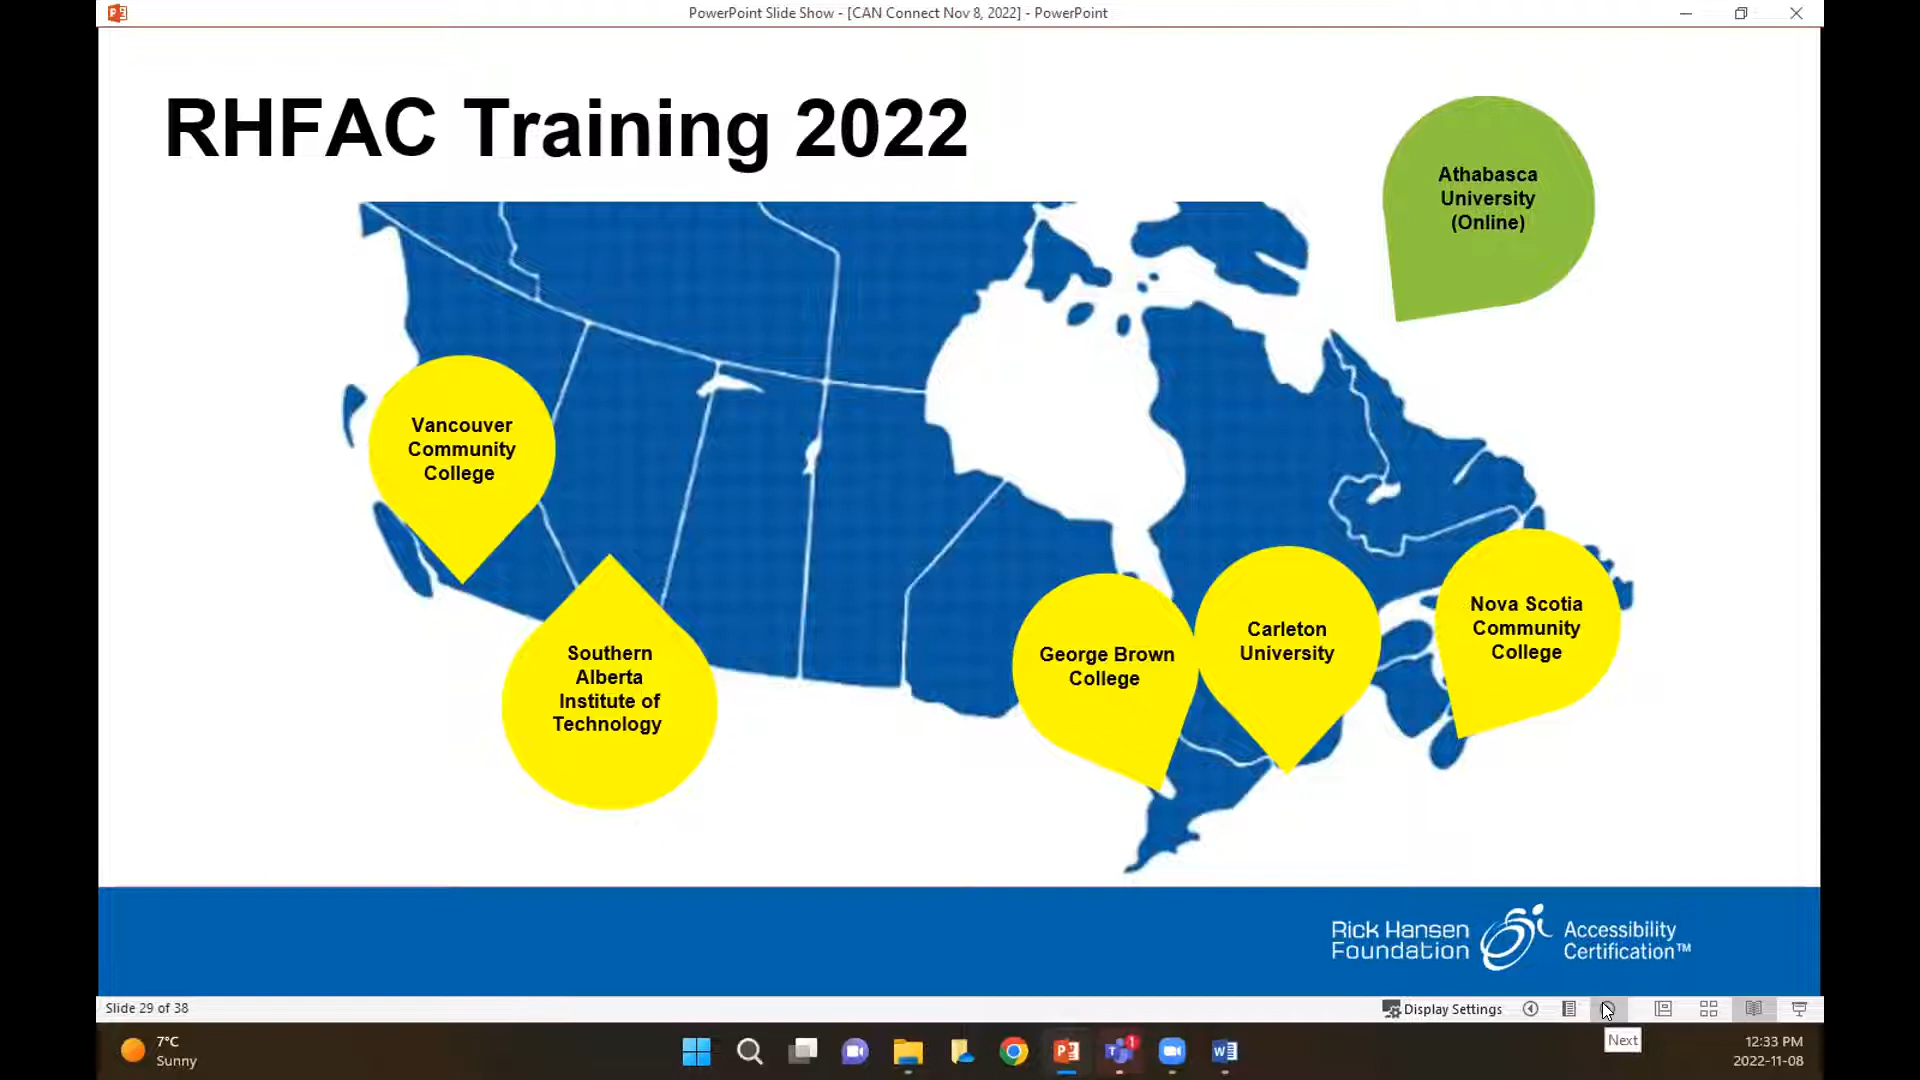 PowerPoint Slide Show - [CAN Connect Nov 8, 2022] - PowerPoint
RHFAC Training 2022
Athabasca
University
(Online)
Vancouver
Community
College
Southern
Alberta
Institute of
Technology
George Brown
College
Carleton
University
Nova Scotia
Community
College
Rick Hansen
Foundation
Accessibility
Certification™
Slide 29 of 38
Display Settings
Next
7°C
Sunny
1
12:33 PM
2022-11-08